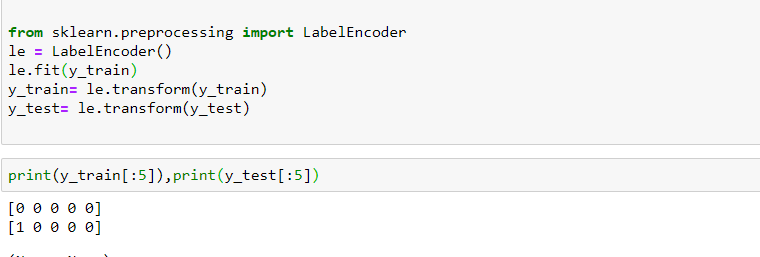 from sklearn.preprocessing import LabelEncoder
le = LabelEncoder()
le.fit(y_train)
y_train= le.transform(y_train)
y_test= le.transform(y_test)
print(y_train[:5]),print(y_test[:5])
[0 0 0 0 0]
[1 0 0 0 0]